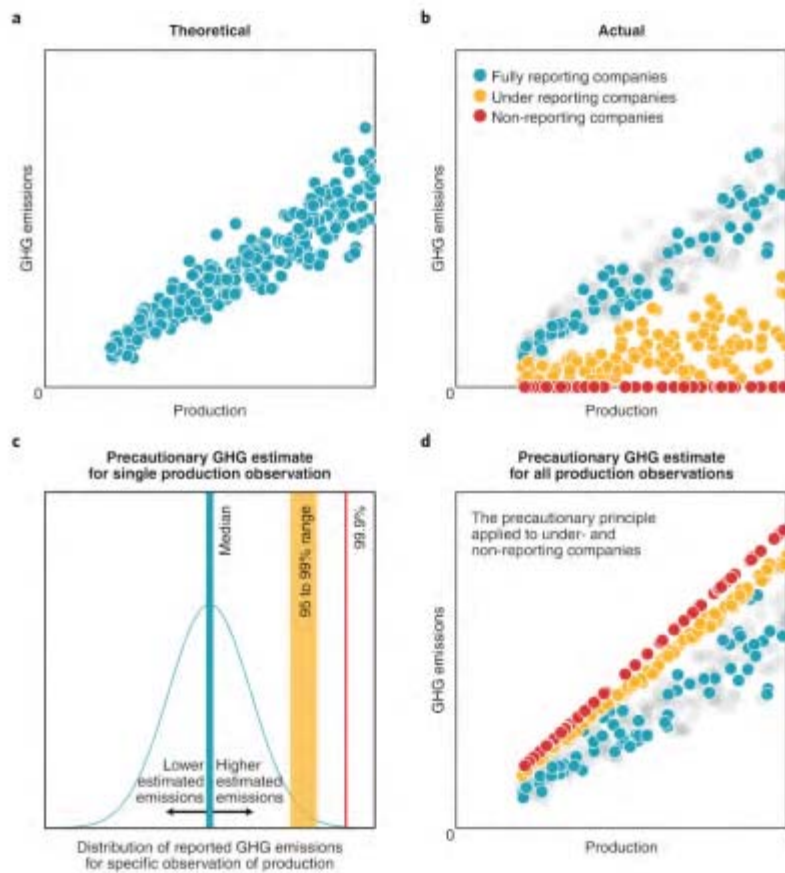 a
Theoretical
GHG emissions
0
Production
b
Actual
Fully reporting companies
Under reporting companies
Non-reporting companies
GHG emissions
0
Production
c
Precautionary GHG estimate
for single production observation
Median
95 to 99% range
99.9%
Lower
estimated
emissions
Higher
estimated
emissions
Distribution of reported GHG emissions
for specific observation of production
d
Precautionary GHG estimate
for all production observations
The precautionary principle
applied to under- and
non-reporting companies
GHG emissions
0
Production